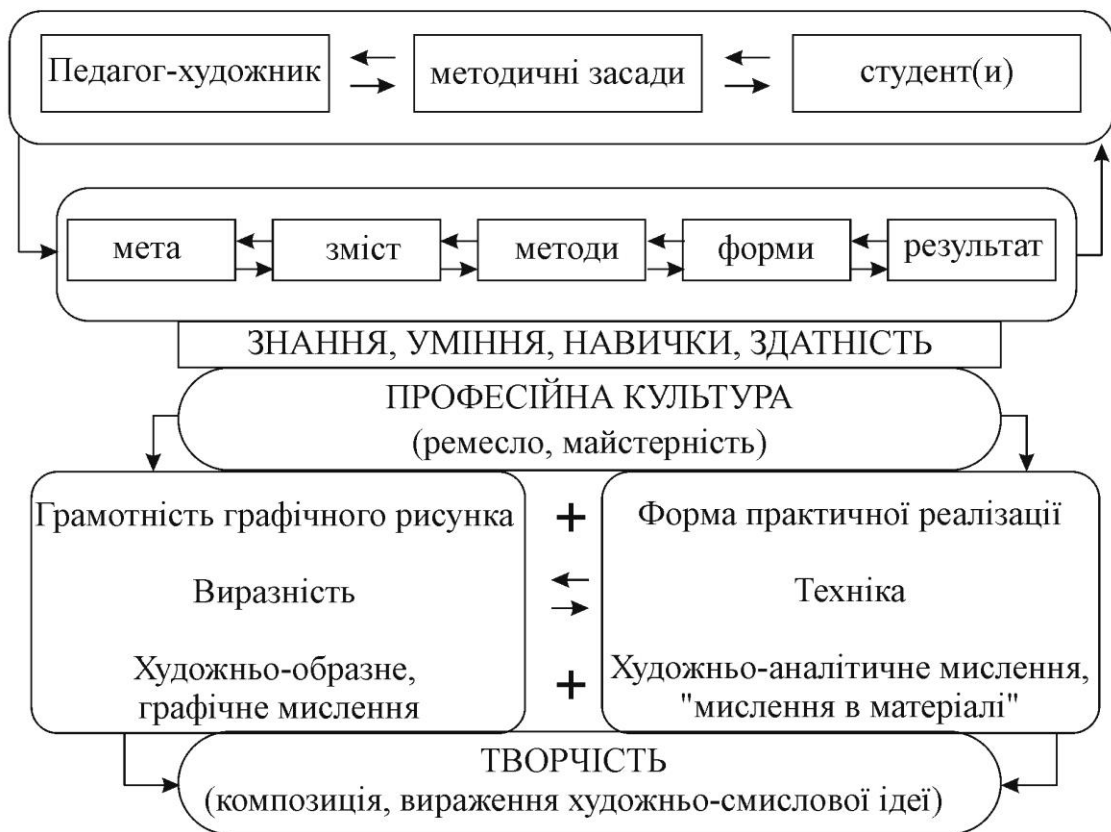 Педагог-художник
методичні засади
студент(и)
мета
зміст
методи
форми
результат
ЗНАННЯ, УМІННЯ, НАВИЧКИ, ЗДАТНІСТЬ
ПРОФЕСІЙНА КУЛЬТУРА
(ремесло, майстерність)
Грамотність графічного рисунка
+
Форма практичної реалізації
Виразність
Техніка
Художньо-образне,
графічне мислення
+
Художньо-аналітичне мислення,
"мислення в матеріалі"
ТВОРЧІСТЬ
(композиція, вираження художньо-смислової ідеї)